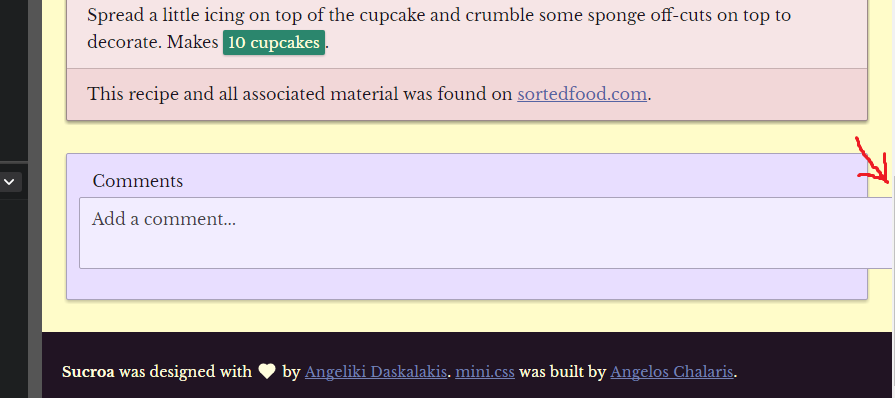 Spread a little icing on top of the cupcake and crumble some sponge off-cuts on top to
decorate. Makes 10 cupcakes.
This recipe and all associated material was found on sortedfood.com.
Comments
Add a comment...
Sucroa was designed with ♥ by Angeliki Daskalakis. mini.css was built by Angelos Chalaris.